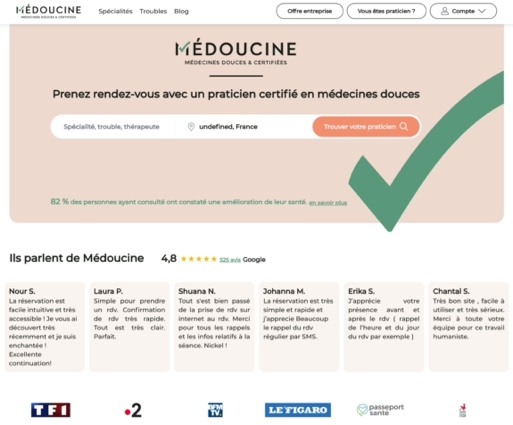 MÉDOUCINE
MÉDECINES DOUCES & CERTIFIÉES
Spécialités Troubles Blog
Offre entreprise
Vous êtes praticien ?
Compte
MÉDOUCINE
MÉDECINES DOUCES & CERTIFIÉES
Prenez rendez-vous avec un praticien certifié en médecines douces
Spécialité, trouble, thérapeute
undefined, France
Trouver votre praticien
82 % des personnes ayant consulté ont constaté une amélioration de leur santé. en savoir plus
Ils parlent de Médoucine
4,8 ★★★★★ 525 avis Google
Nour S.
La réservation est
facile intuitive et très
accessible ! Je vous ai
découvert très
récemment et je suis
enchantée !
Excellente
continuation!
Laura P.
Simple pour prendre
un rdv. Confirmation
de rdv très rapide.
Tout est très clair.
Parfait.
Shuana N.
Tout s'est bien passé
de la prise de rdv sur
internet au rdv. Merci
pour tous les rappels
et les infos relatifs à la
séance. Nickel !
Johanna M.
La réservation est très
simple et rapide et
j'apprecie Beaucoup
le rappel du rdv
régulier par SMS.
Erika S.
J'apprécie votre
présence avant et
après le rdv ( rappel
de l'heure et du jour
du rdv par exemple )
Chantal S.
Très bon site , facile à
utiliser et très sérieux.
Merci à toute votre
équipe pour ce travail
humaniste.
TF1
2
BFM
TV.
LE FIGARO
passeport
santé